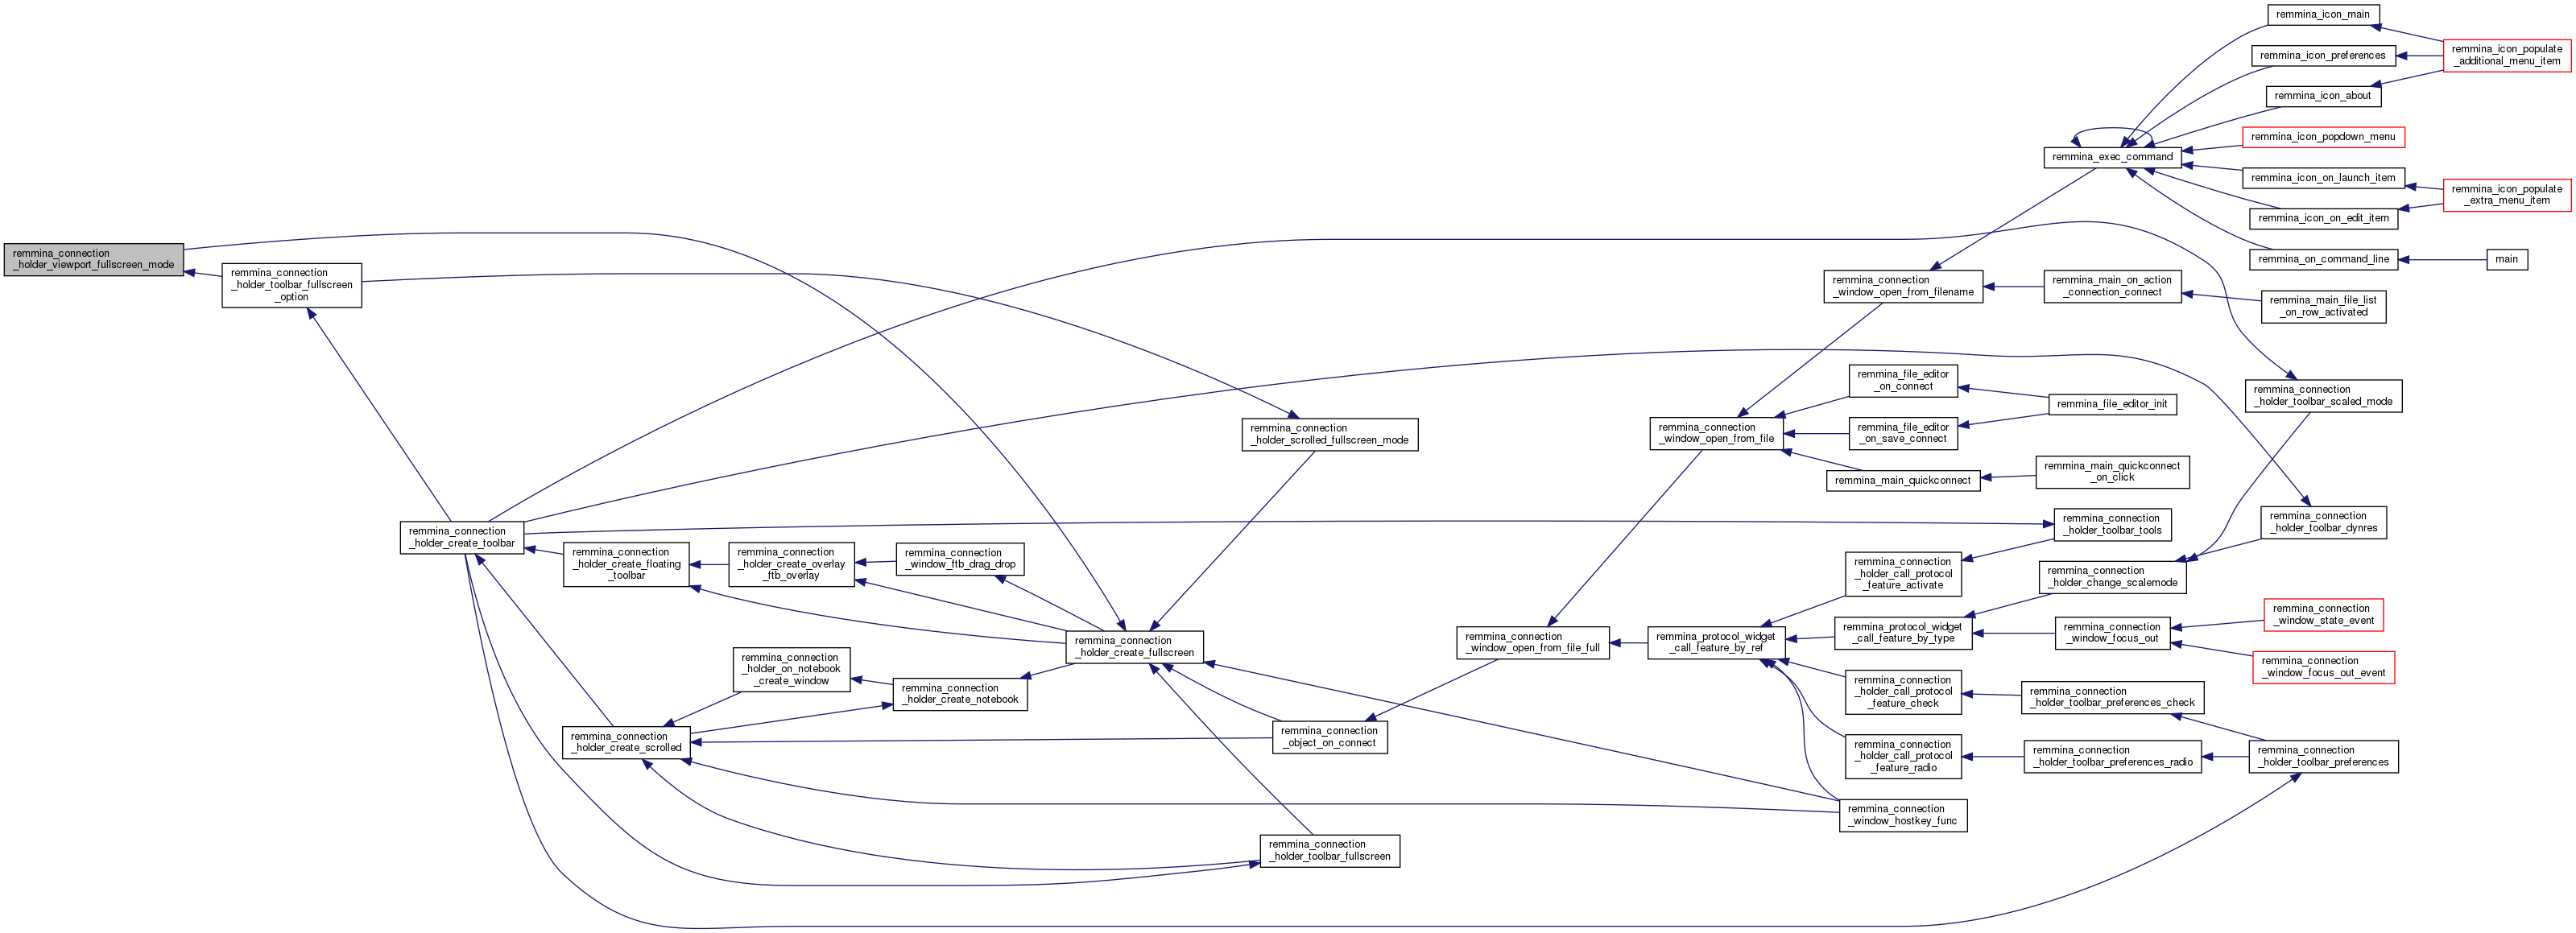 remmina_connection
_holder_viewport_fullscreen_mode
remmina_connection
_holder_toolbar_fullscreen
_option
remmina_connection
_holder_create_toolbar
remmina_connection
_holder_create_floating
_toolbar
remmina_connection
_holder_create_overlay
_ftb_overlay
remmina_connection
_window_ftb_drag_drop
remmina_connection
_holder_create_fullscreen
remmina_connection
_holder_on_notebook
_create_window
remmina_connection
_holder_create_notebook
remmina_connection
_holder_create_scrolled
remmina_connection
_holder_scrolled_fullscreen_mode
remmina_connection
_object_on_connect
remmina_connection
_holder_toolbar_fullscreen
remmina_connection
_window_open_from_file_full
remmina_connection
_window_open_from_file
remmina_protocol_widget
_call_feature_by_ref
remmina_connection
_window_open_from_filename
remmina_file_editor
_on_connect
remmina_file_editor
_on_save_connect
remmina_main_quickconnect
remmina_connection
_holder_call_protocol
_feature_activate
remmina_protocol_widget
_call_feature_by_type
remmina_connection
_holder_call_protocol
_feature_check
remmina_connection
_holder_call_protocol
_feature_radio
remmina_connection
_window_hostkey_func
remmina_exec_command
remmina_main_on_action
_connection_connect
remmina_file_editor_init
remmina_main_quickconnect
_on_click
remmina_connection
_holder_toolbar_tools
remmina_connection
_holder_change_scalemode
remmina_connection
_window_focus_out
remmina_connection
_holder_toolbar_preferences_check
remmina_connection
_holder_toolbar_preferences_radio
remmina_icon_main
remmina_icon_preferences
remmina_icon_about
remmina_icon_popdown_menu
remmina_icon_on_launch_item
remmina_icon_on_edit_item
remmina_on_command_line
remmina_main_file_list
_on_row_activated
remmina_connection
_holder_toolbar_scaled_mode
remmina_connection
_holder_toolbar_dynres
remmina_connection
_window_state_event
remmina_connection
_window_focus_out_event
remmina_connection
_holder_toolbar_preferences
remmina_icon_populate
_additional_menu_item
remmina_icon_populate
_extra_menu_item
main